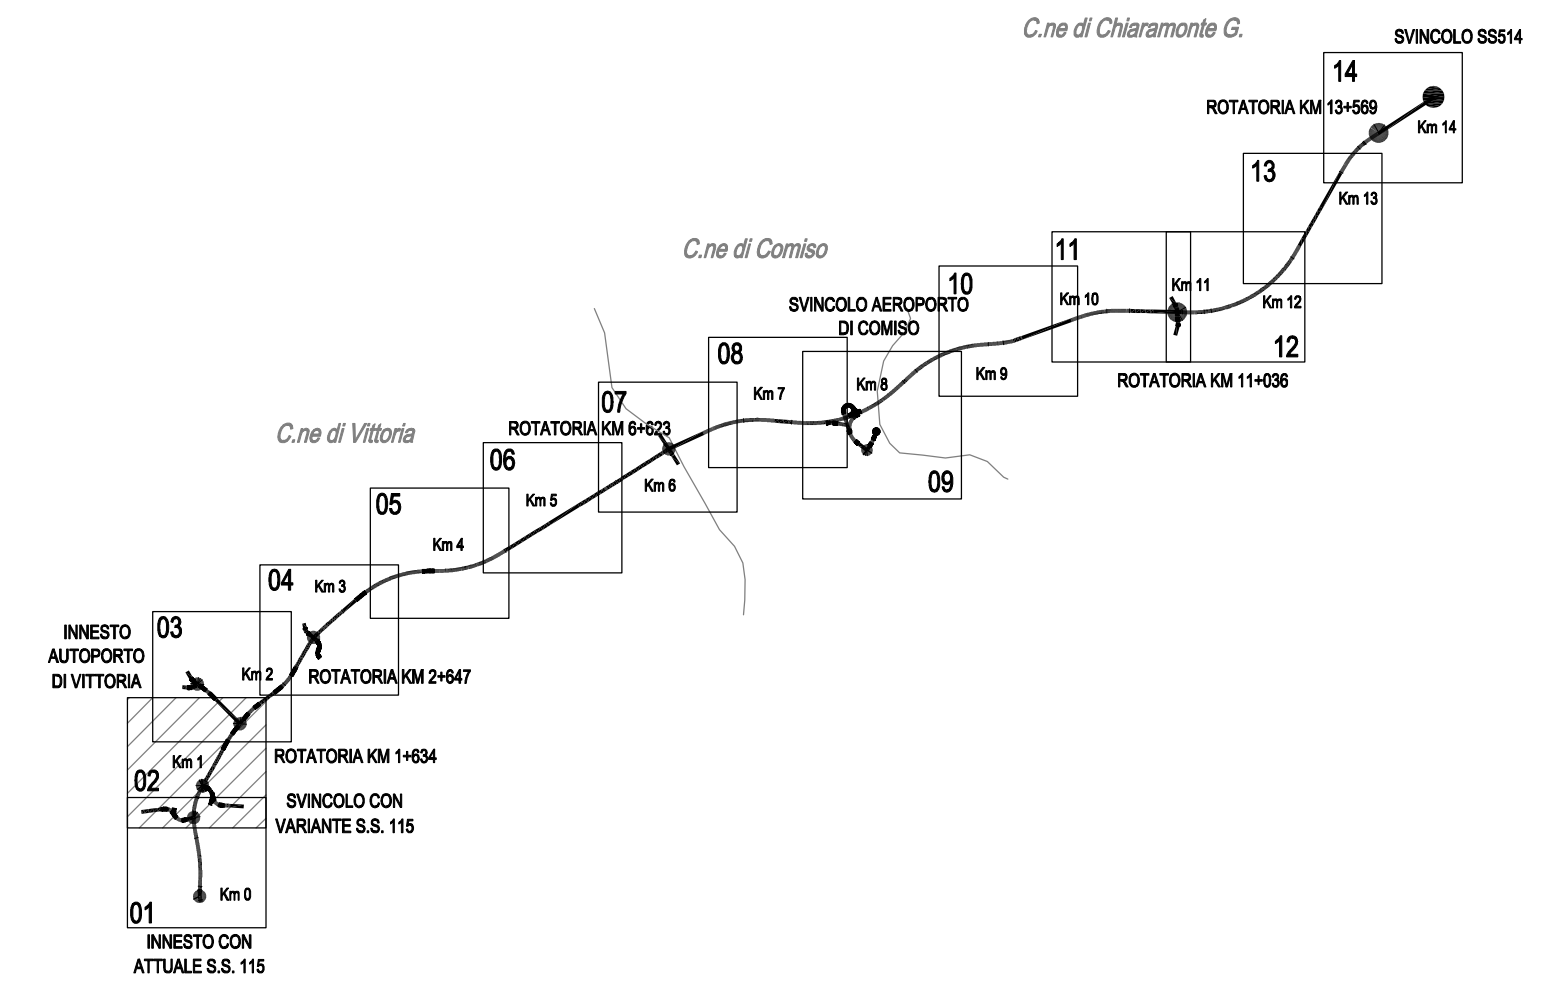 C.ne di Chiaramonte G.
SVINCOLO SS514
14
ROTATORIA KM 13+569
Km 14
13
Km 13
C.ne di Comiso
11
10
Km 11
SVINCOLO AEROPORTO
DI COMISO
Km 10
Km 12
08
12
Km 9
ROTATORIA KM 11+036
Km 8
Km 7
07
C.ne di Vittoria
ROTATORIA KM 6+623
06
09
Km 6
Km 5
05
Km 4
04
Km 3
03
INNESTO
AUTOPORTO
DI VITTORIA
Km 2
ROTATORIA KM 2+647
ROTATORIA KM 1+634
Km 1
02
SVINCOLO CON
VARIANTE S.S. 115
Km 0
01
INNESTO CON
ATTUALE S.S. 115